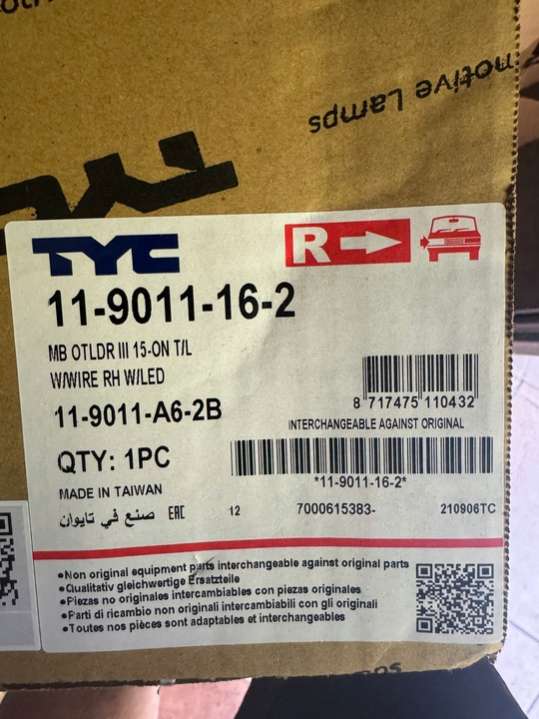 motive Lamps
TYC
R
11-9011-16-2
MB OTLDR III 15-ON T/L
W/WIRE RH W/LED
8 717475 110432
11-9011-A6-2B
INTERCHANGEABLE AGAINST ORIGINAL
QTY: 1PC
*11-9011-16-2*
MADE IN TAIWAN
صنع في تايوان EAC 12 7000615383- 210906TC
•Non original equipment parts interchangeable against original parts
•Qualitativ gleichwertige Ersatzteile
•Piezas no originales intercambiables con piezas originales
•Parti di ricambio non originali intercambiabili con gli originali
•Toutes nos pièces sont adaptables et interchangeables